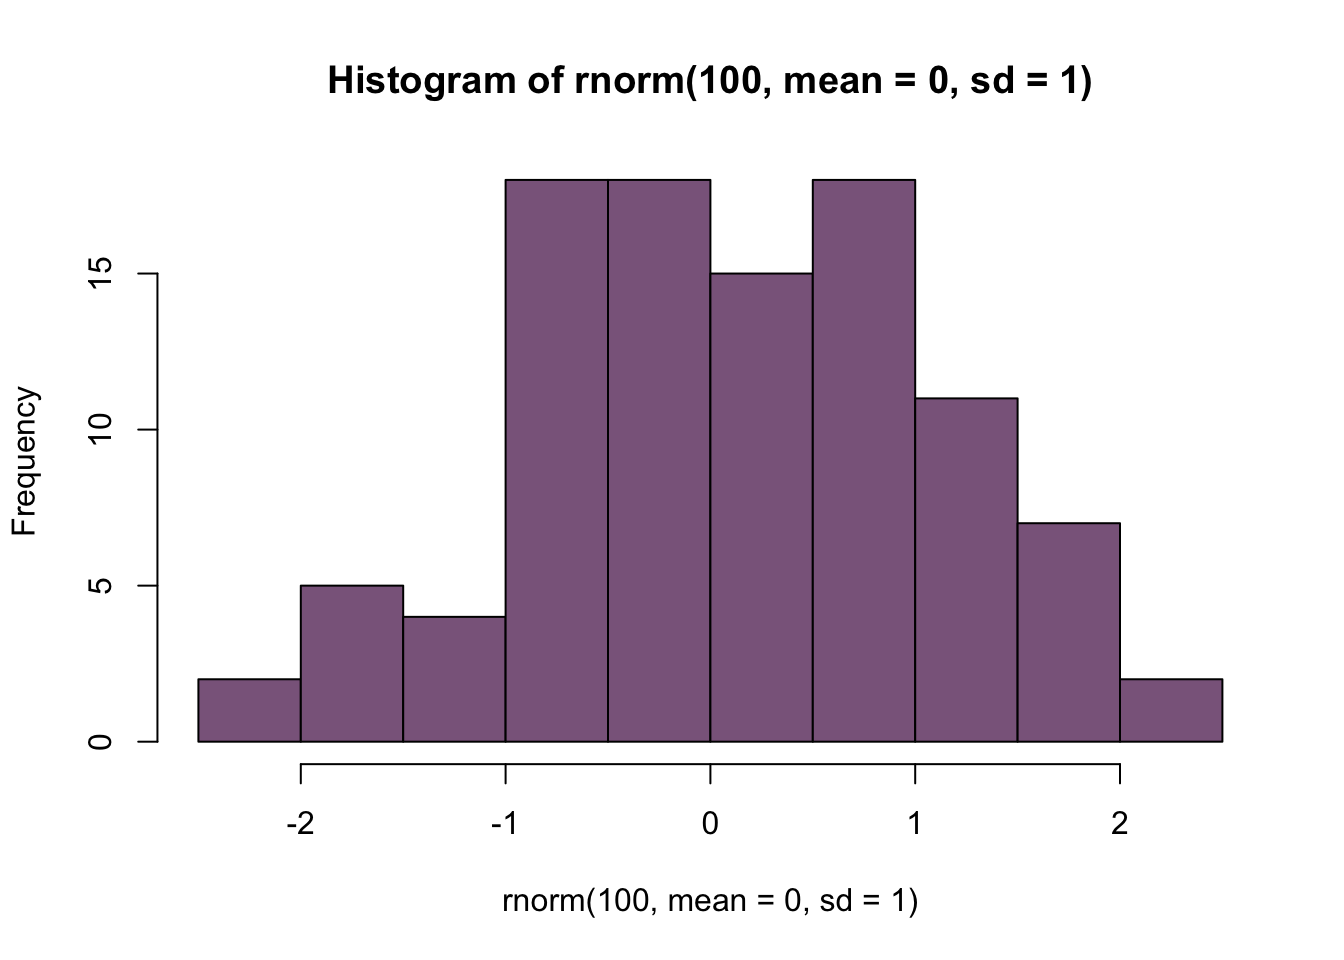 Histogram of rnorm(100, mean = 0, sd = 1)
Frequency
15
10
5
0
-2 -1 0 1 2
rnorm(100, mean = 0, sd = 1)